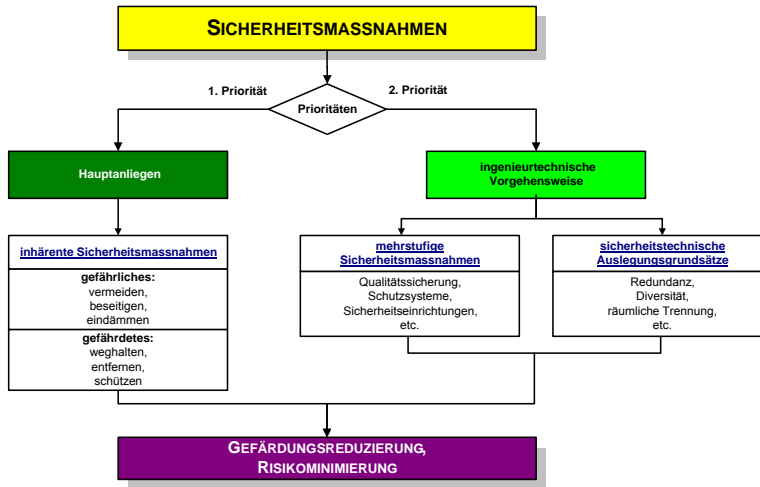 SICHERHEITSMASSNAHMEN
1. Priorität
2. Priorität
Prioritäten
Hauptanliegen
ingenieurtechnische
Vorgehensweise
inhärente Sicherheitsmassnahmen
gefährliches:
vermeiden,
beseitigen,
eindämmen
gefährdetes:
weghalten,
entfernen,
schützen
mehrstufige
Sicherheitsmassnahmen
Qualitätssicherung,
Schutzsysteme,
Sicherheitseinrichtungen,
etc.
sicherheitstechnische
Auslegungsgrundsätze
Redundanz,
Diversität,
räumliche Trennung,
etc.
GEFÄRDUNGSREDUZIERUNG,
RISIKOMINIMIERUNG